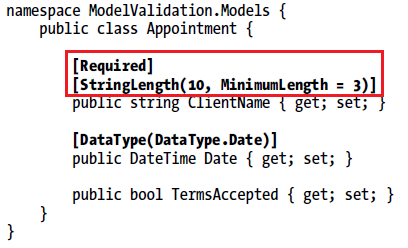 namespace ModelValidation.Models {
public class Appointment {
[Required]
[StringLength(10, MinimumLength = 3)]
public string ClientName { get; set; }
[DataType(DataType.Date)]
public DateTime Date { get; set; }
public bool TermsAccepted { get; set; }
}
}